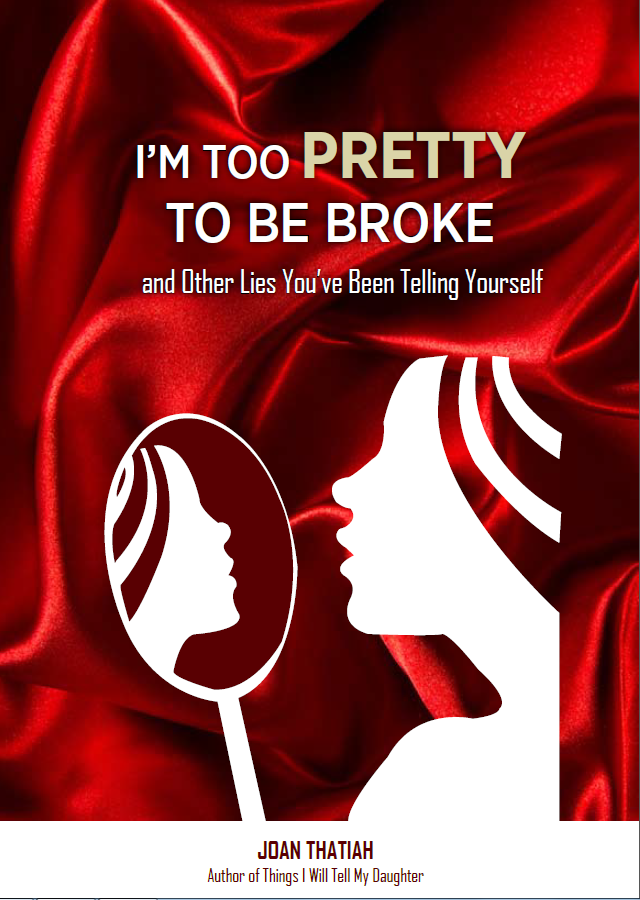 I'M TOO PRETTY
TO BE BROKE
and Other Lies You've Been Telling Yourself
JOAN THATIAH
Author of Things I Will Tell My Daughter